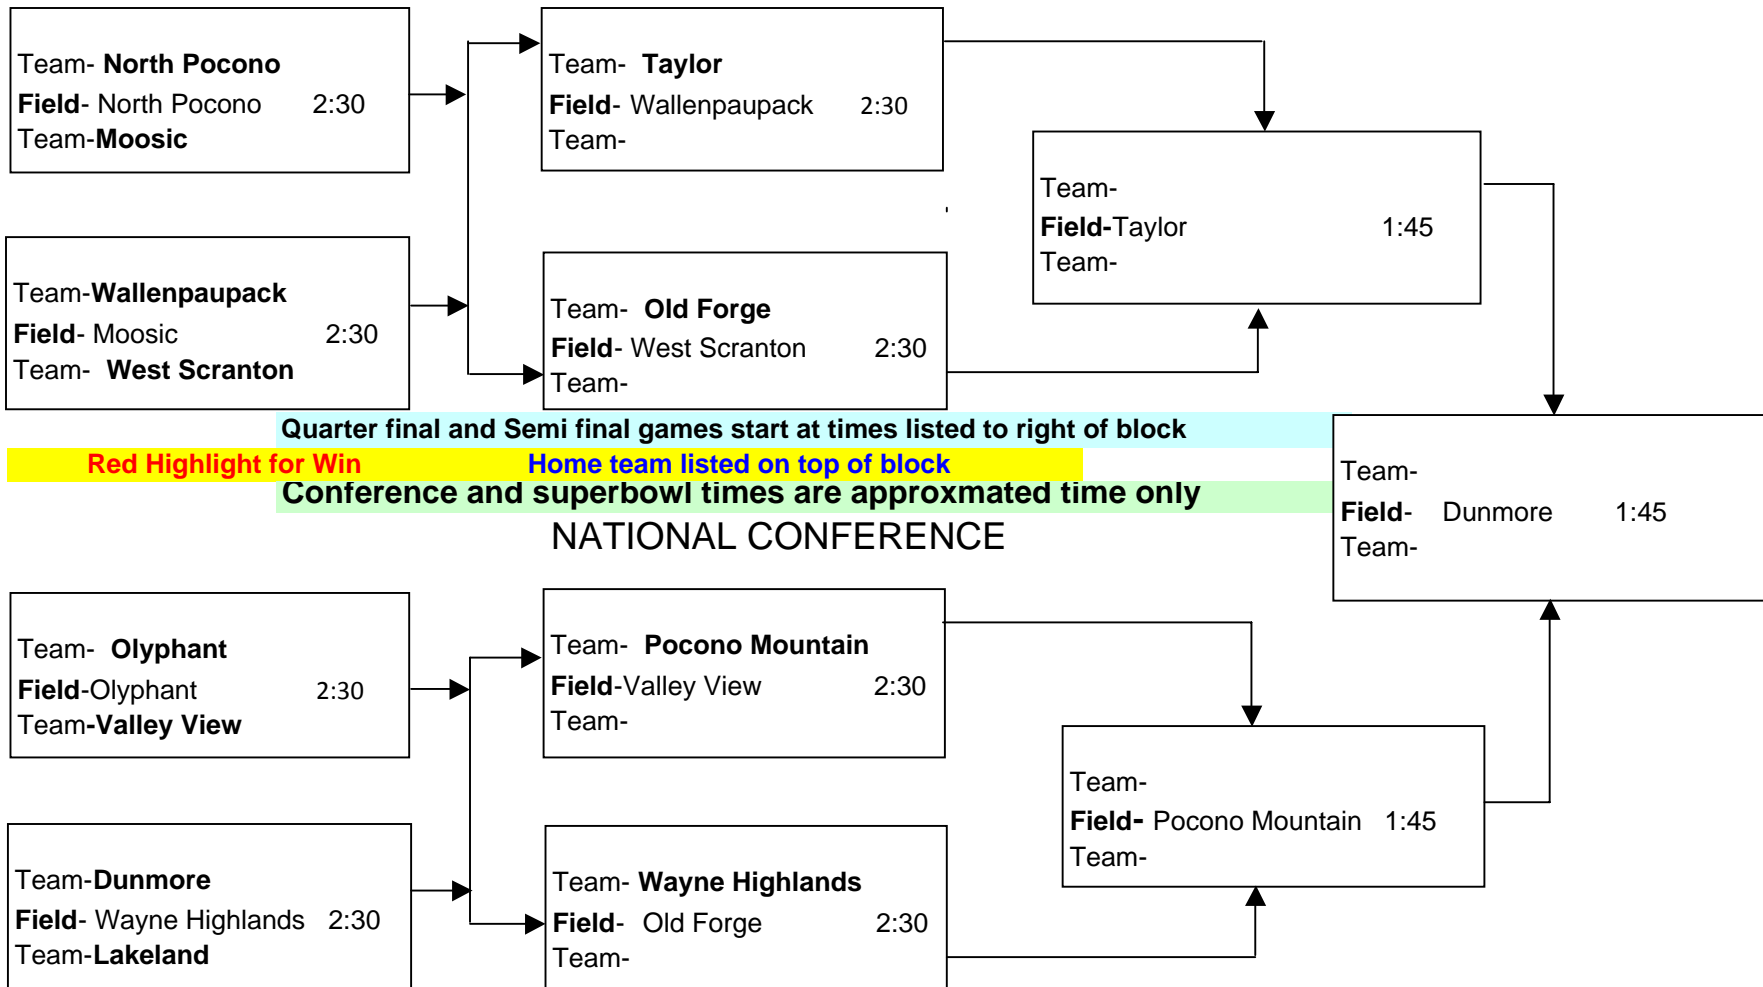 Team- North Pocono
Field- North Pocono 2:30
Team-Moosic
Team- Taylor
Field- Wallenpaupack 2:30
Team-
Team-
Field-Taylor 1:45
Team-
Team-Wallenpaupack
Field- Moosic 2:30
Team- West Scranton
Team- Old Forge
Field- West Scranton 2:30
Team-
Quarter final and Semi final games start at times listed to right of block
Red Highlight for Win Home team listed on top of block
Conference and superbowl times are approxmated time only
NATIONAL CONFERENCE
Team-
Field- Dunmore 1:45
Team-
Team- Olyphant
Field-Olyphant 2:30
Team-Valley View
Team- Pocono Mountain
Field-Valley View 2:30
Team-
Team-
Field- Pocono Mountain 1:45
Team-
Team-Dunmore
Field- Wayne Highlands 2:30
Team-Lakeland
Team- Wayne Highlands
Field- Old Forge 2:30
Team-